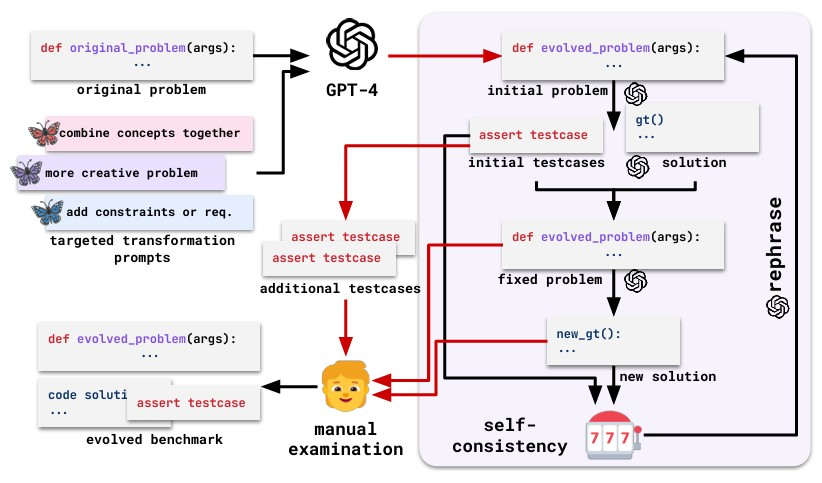 def original_problem(args):
...
original problem
combine concepts together
more creative problem
add constraints or req.
targeted transformation
prompts
GPT-4
def evolved_problem(args):
...
initial problem
assert testcase
initial testcases
gt()
...
solution
def evolved_problem(args):
...
fixed problem
new_gt():
...
new solution
self-
consistency
777
rephrase
assert testcase
assert testcase
additional testcases
manual
examination
def evolved_problem(args):
...
code soluti
...
assert testcase
evolved benchmark